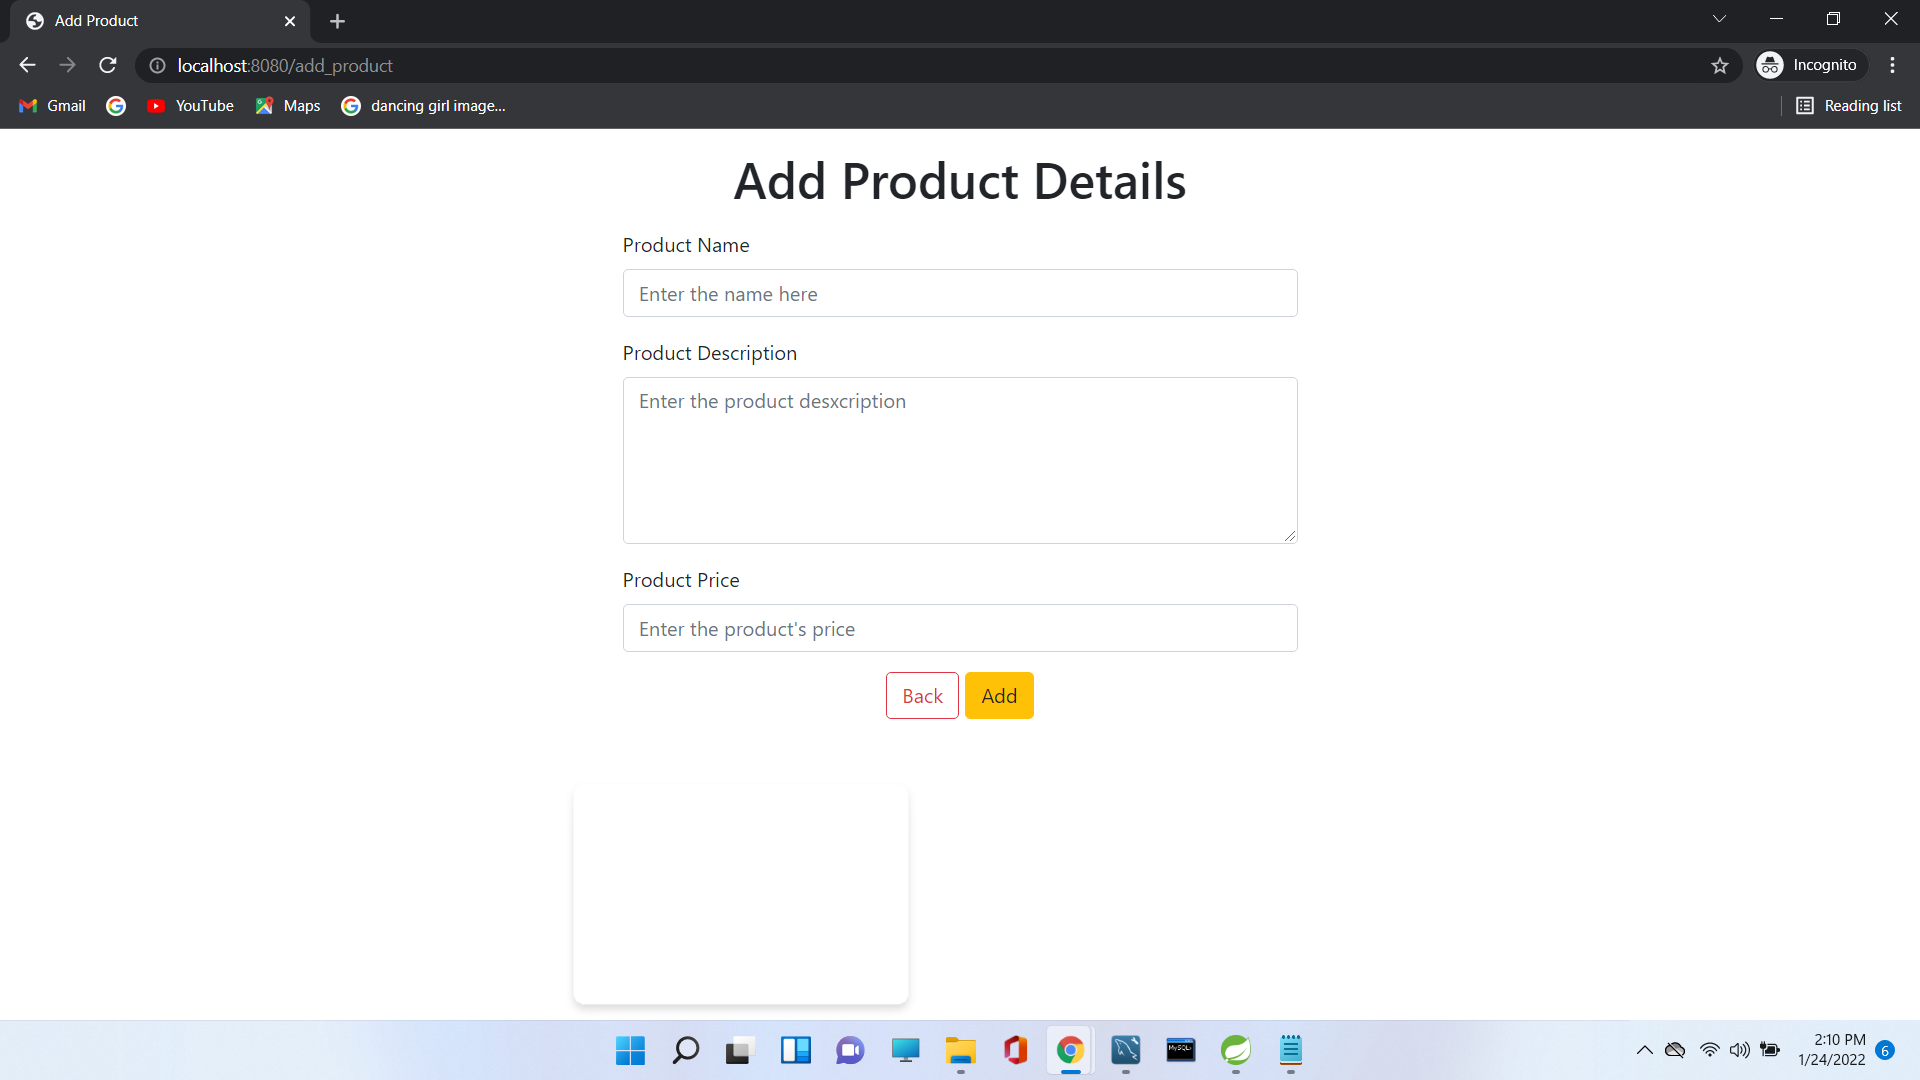 Add Product
localhost:8080/add_product
Incognito
Gmail
YouTube
Maps
dancing girl image...
Reading list
Add Product Details
Product Name
Enter the name here
Product Description
Enter the product desxcription
Product Price
Enter the product's price
Back
Add
MySQL
2:10 PM
1/24/2022
6